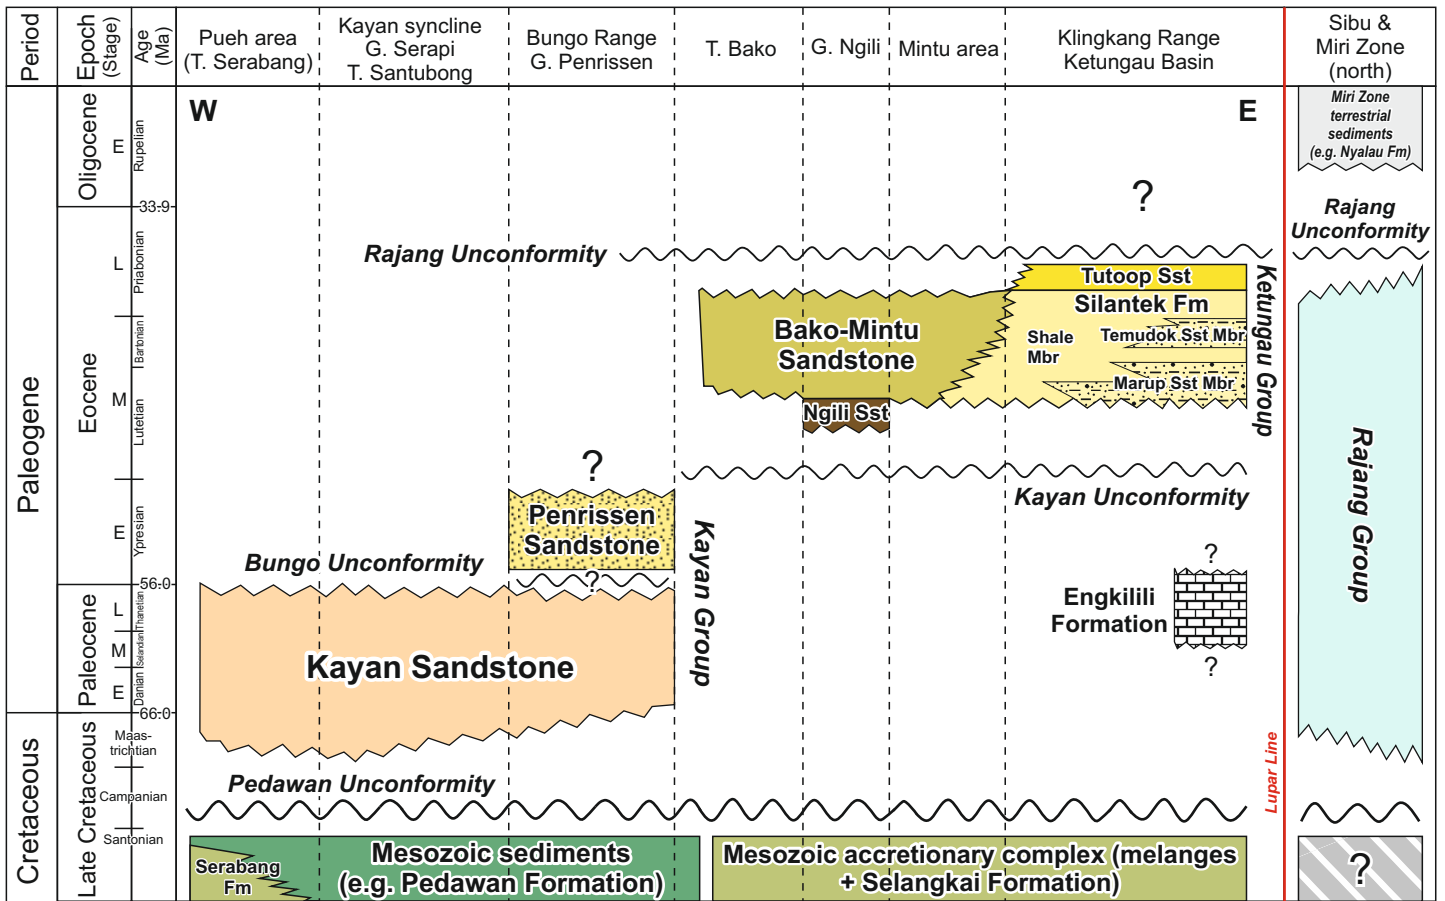 Period
Epoch
(Stage)
Age
(Ma)
Pueh area
(T. Serabang)
Kayan syncline
G. Serapi
T. Santubong
Bungo Range
G. Penrissen
T. Bako
G. Ngili
Mintu area
Klingkang Range
Ketungau Basin
Sibu &
Miri Zone
(north)
W
E
Oligocene
E
Rupelian
33.9
Miri Zone
terrestrial
sediments
(e.g. Nyalau Fm)
?
Rajang
Unconformity
Rajang Unconformity
Paleogene
Eocene
L
Priabonian
Bartonian
M
Lutetian
E
Ypresian
Tutoop Sst
Silantek Fm
Shale
Mbr
Temudok Sst Mbr
Marup Sst Mbr
Ketungau Group
Bako-Mintu
Sandstone
Ngili Sst
Kayan Unconformity
?
Penrissen
Sandstone
Bungo Unconformity
?
Kayan Group
Rajang Group
56.0
Paleocene
L
Thanetian
M
Selandian
E
Danian
Kayan Sandstone
?
Engkilili
Formation
?
66.0
Cretaceous
Late Cretaceous
Maas-
trichtian
Campanian
Santonian
Pedawan Unconformity
Lupar Line
Serabang
Fm
Mesozoic sediments
(e.g. Pedawan Formation)
Mesozoic accretionary complex (melanges
+ Selangkai Formation)
?